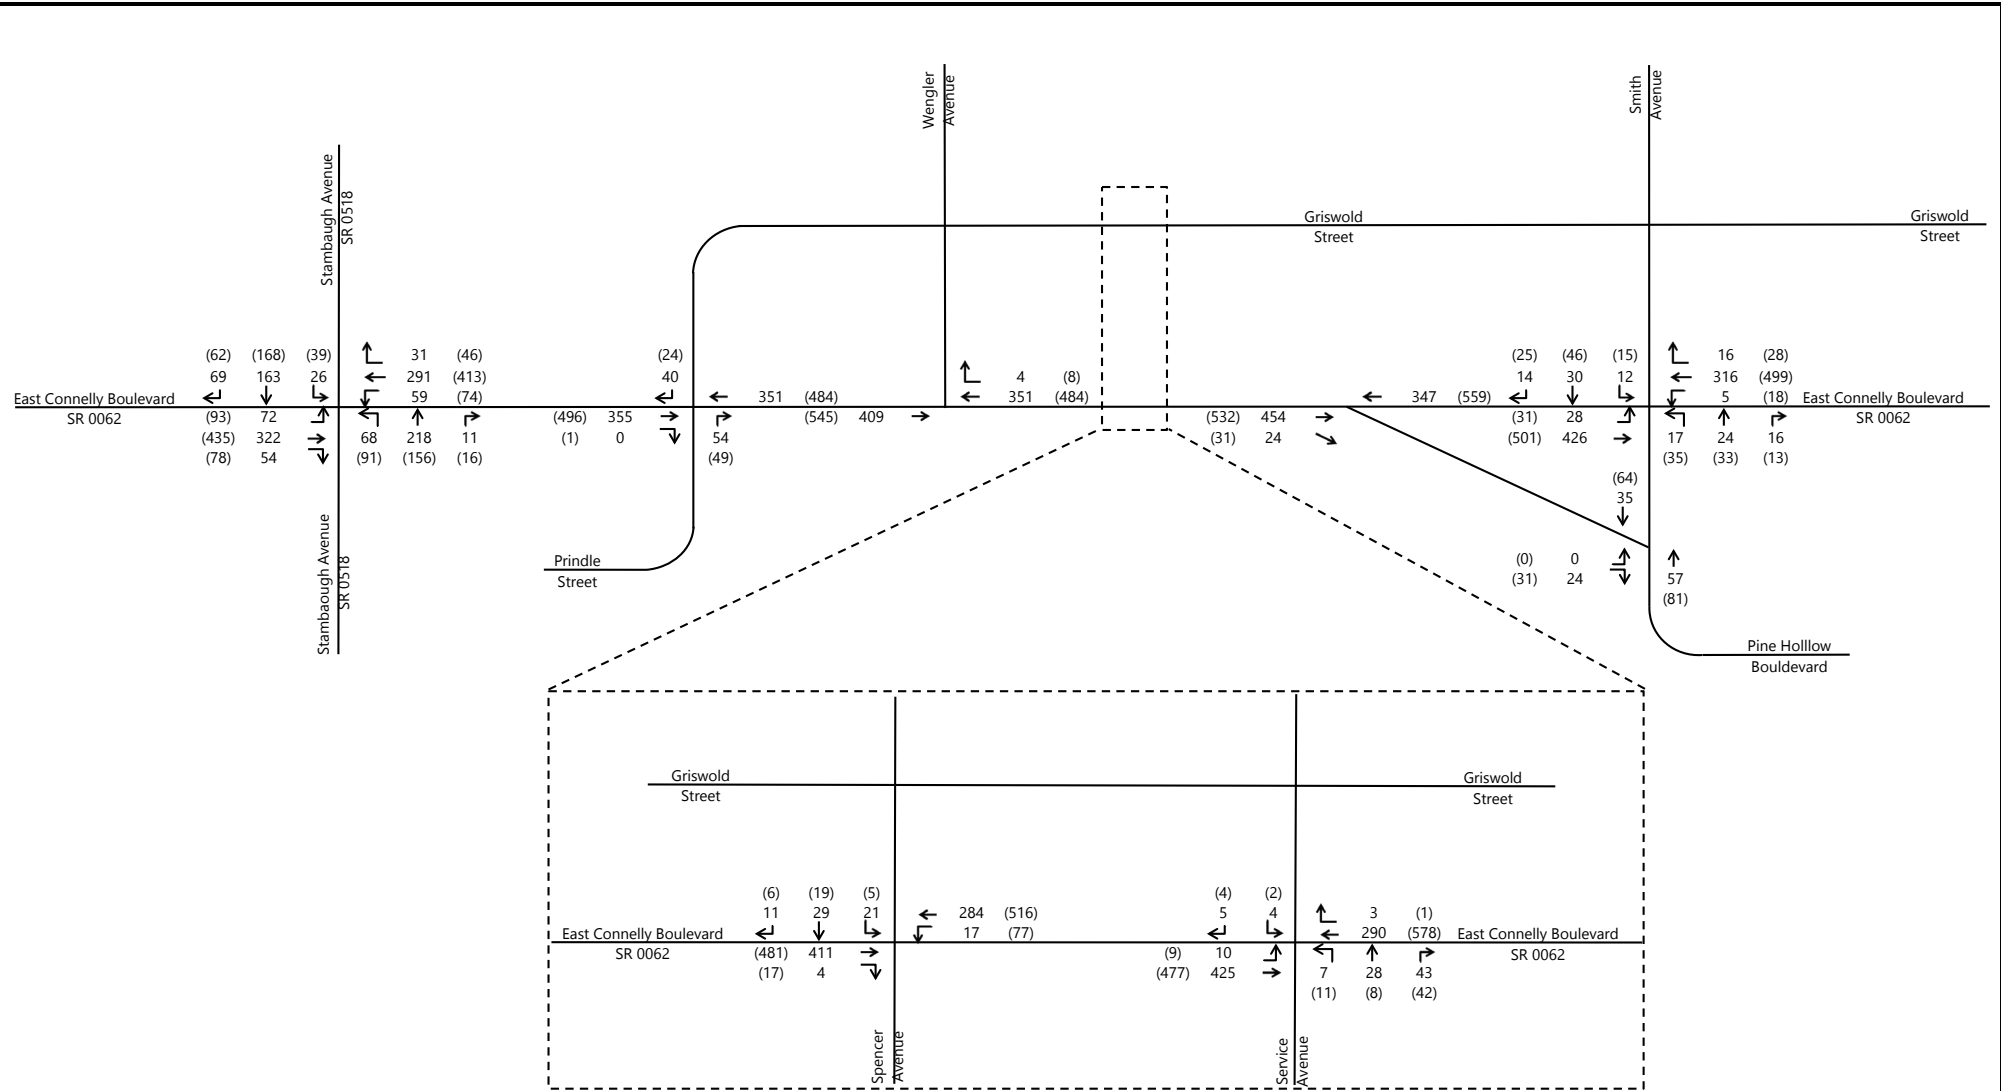 Wengler
Avenue
Smith
Avenue
Stambaugh Avenue
SR 0518
Griswold
Street
Griswold
Street
(62) (168) (39) 31 (46)
69 163 26 291 (413)
59 (74)
East Connelly Boulevard
SR 0062
(93) 72
(435) 322 68 218 11
(78) 54 (91) (156) (16)
(24)
40
351 (484)
(496) 355 (545) 409
(1) 0 54
(49)
4 (8)
351 (484)
(532) 454
(31) 24
347 (559)
(25) (46) (15) 16 (28)
14 30 12 316 (499)
5 (18)
East Connelly Boulevard
SR 0062
(31) 28
(501) 426 17 24 16
(35) (33) (13)
(64)
35
(0) 0
(31) 24 57
(81)
Stambaough Avenue
SR 0518
Prindle
Street
Pine Holllow
Bouldevard
Griswold
Street
Griswold
Street
(6) (19) (5)
11 29 21 284 (516)
17 (77)
East Connelly Boulevard
SR 0062
(481) 411
(17) 4
(4) (2)
5 4 3 (1)
290 (578)
East Connelly Boulevard
SR 0062
(9) 10
(477) 425 7 28 43
(11) (8) (42)
Spencer
Avenue
Service
Avenue